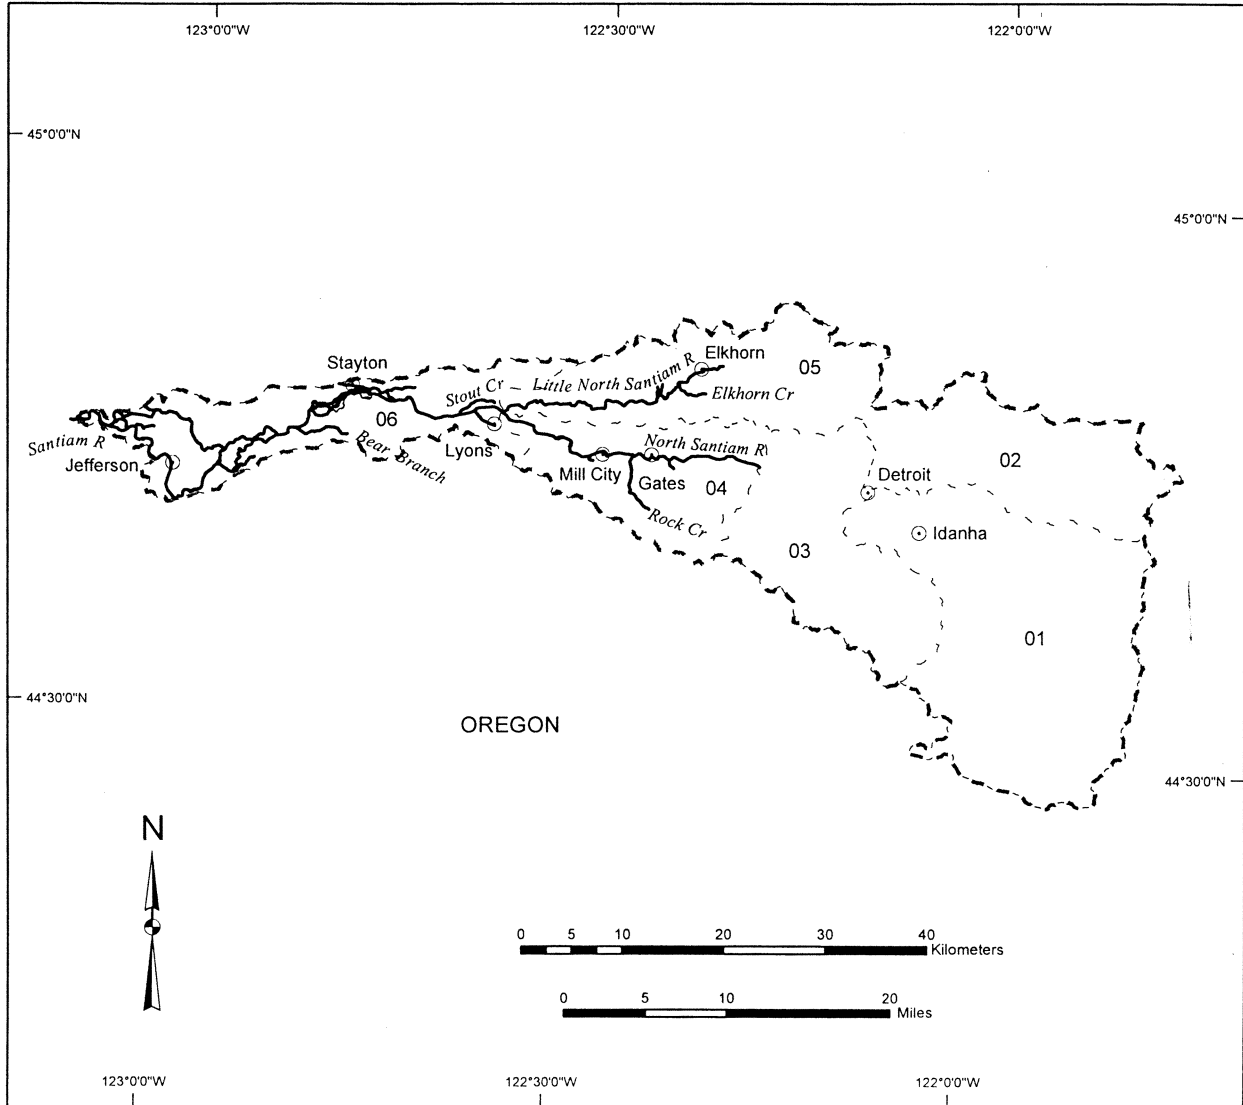 123°0'0"W 122°30'0"W 122°0'0"W
45°0'0"N
45°0'0"N
Elkhorn
Stayton
05
Little North Santiam R
Stout Cr
Elkhorn Cr
06
Santiam R
Bear Branch
Lyons
North Santiam R
Jefferson
02
Mill City
Gates
04
Detroit
Rock Cr
Idanha
03
01
44°30'0"N
OREGON
44°30'0"N
N
0 5 10 20 30 40
Kilometers
0 5 10 20
Miles
123°0'0"W 122°30'0"W 122°0'0"W